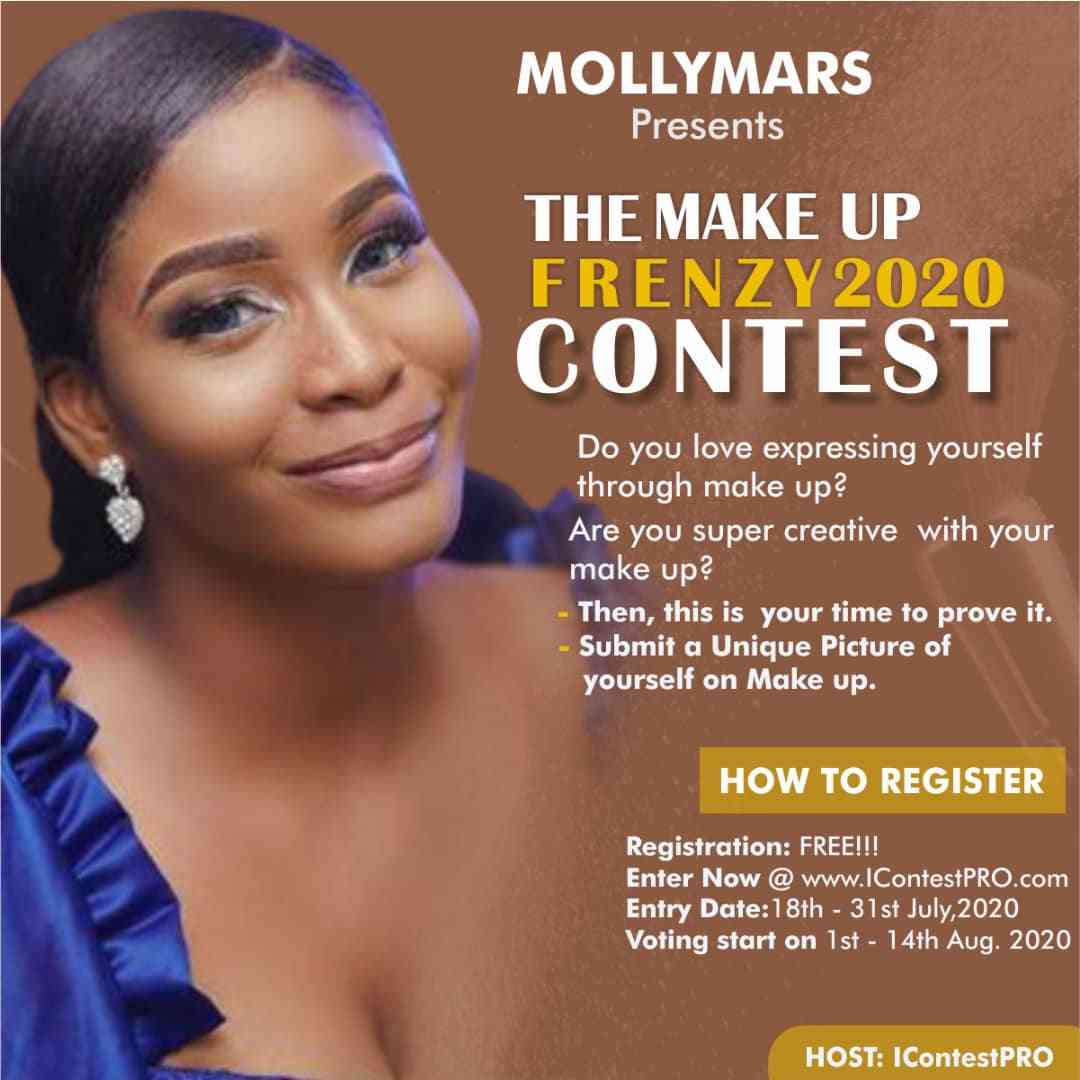 MOLLYMARS
Presents
THE MAKE UP
FRENZY 2020
CONTEST
Do you love expressing yourself
through make up?
Are you super creative with your
make up?
- Then, this is your time to prove it.
- Submit a Unique Picture of
yourself on Make up.
HOW TO REGISTER
Registration: FREE!!!
Enter Now @ www.IContestPRO.com
Entry Date:18th - 31st July,2020
Voting start on 1st - 14th Aug. 2020
HOST: IContestPRO